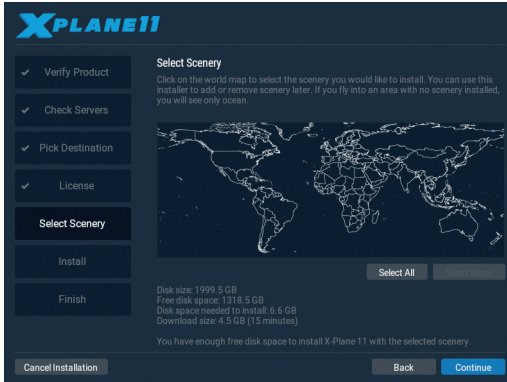 XPLANE11
Select Scenery
Click on the world map to select the scenery you would like to install. You can use this
installer to add or remove scenery later. If you fly into an area with no scenery installed,
you will see only ocean.
Verify Product
Check Servers
Pick Destination
License
Select Scenery
Install
Finish
Select All
Select None
Disk size: 1999.5 GB
Free disk space: 1318.5 GB
Disk space needed to install: 6.6 GB
Download size: 4.5 GB (15 minutes)
You have enough free disk space to install X-Plane 11 with the selected scenery.
Cancel Installation
Back
Continue